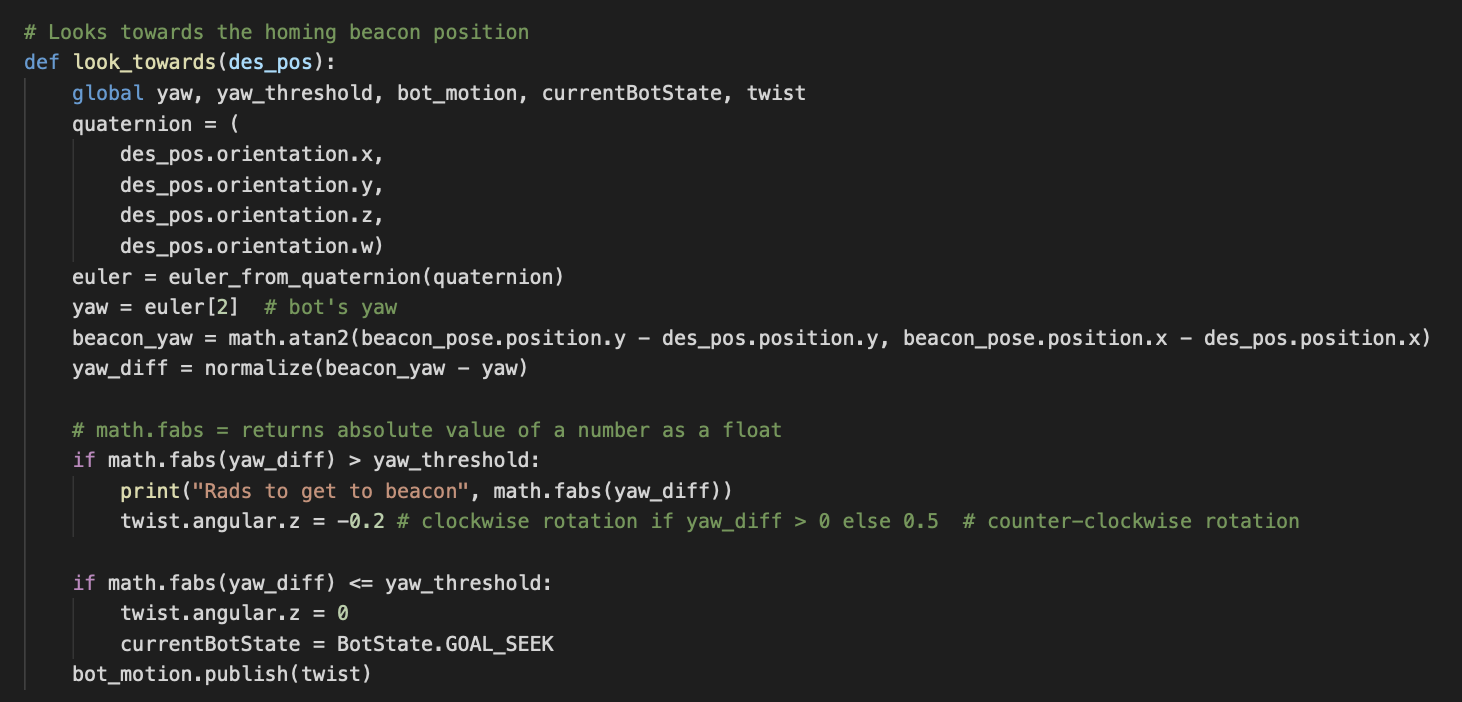 # Looks towards the homing beacon position
def look_towards(des_pos):
    global yaw, yaw_threshold, bot_motion, currentBotState, twist
    quaternion = (
        des_pos.orientation.x,
        des_pos.orientation.y,
        des_pos.orientation.z,
        des_pos.orientation.w)
    euler = euler_from_quaternion(quaternion)
    yaw = euler[2]  # bot's yaw
    beacon_yaw = math.atan2(beacon_pose.position.y - des_pos.position.y, beacon_pose.position.x - des_pos.position.x)
    yaw_diff = normalize(beacon_yaw - yaw)

    # math.fabs = returns absolute value of a number as a float
    if math.fabs(yaw_diff) > yaw_threshold:
        print("Rads to get to beacon", math.fabs(yaw_diff))
        twist.angular.z = -0.2 # clockwise rotation if yaw_diff > 0 else 0.5  # counter-clockwise rotation

    if math.fabs(yaw_diff) <= yaw_threshold:
        twist.angular.z = 0
        currentBotState = BotState.GOAL_SEEK
    bot_motion.publish(twist)